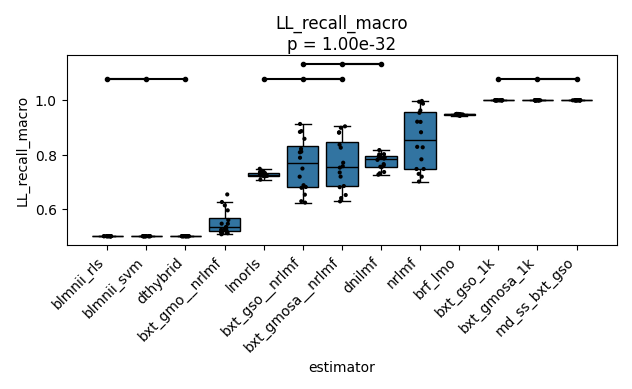 LL_recall_macro
p = 1.00e-32
LL_recall_macro
1.0
0.8
0.6
blmnii_rls
blmnii_svm
dthybrid
bxt_gmo__nrlmf
lmorls
bxt_gso__nrlmf
bxt_gmosa__nrlmf
dnilmf
nrlmf
brf_lmo
bxt_gso_1k
bxt_gmosa_1k
md_ss_bxt_gso
estimator